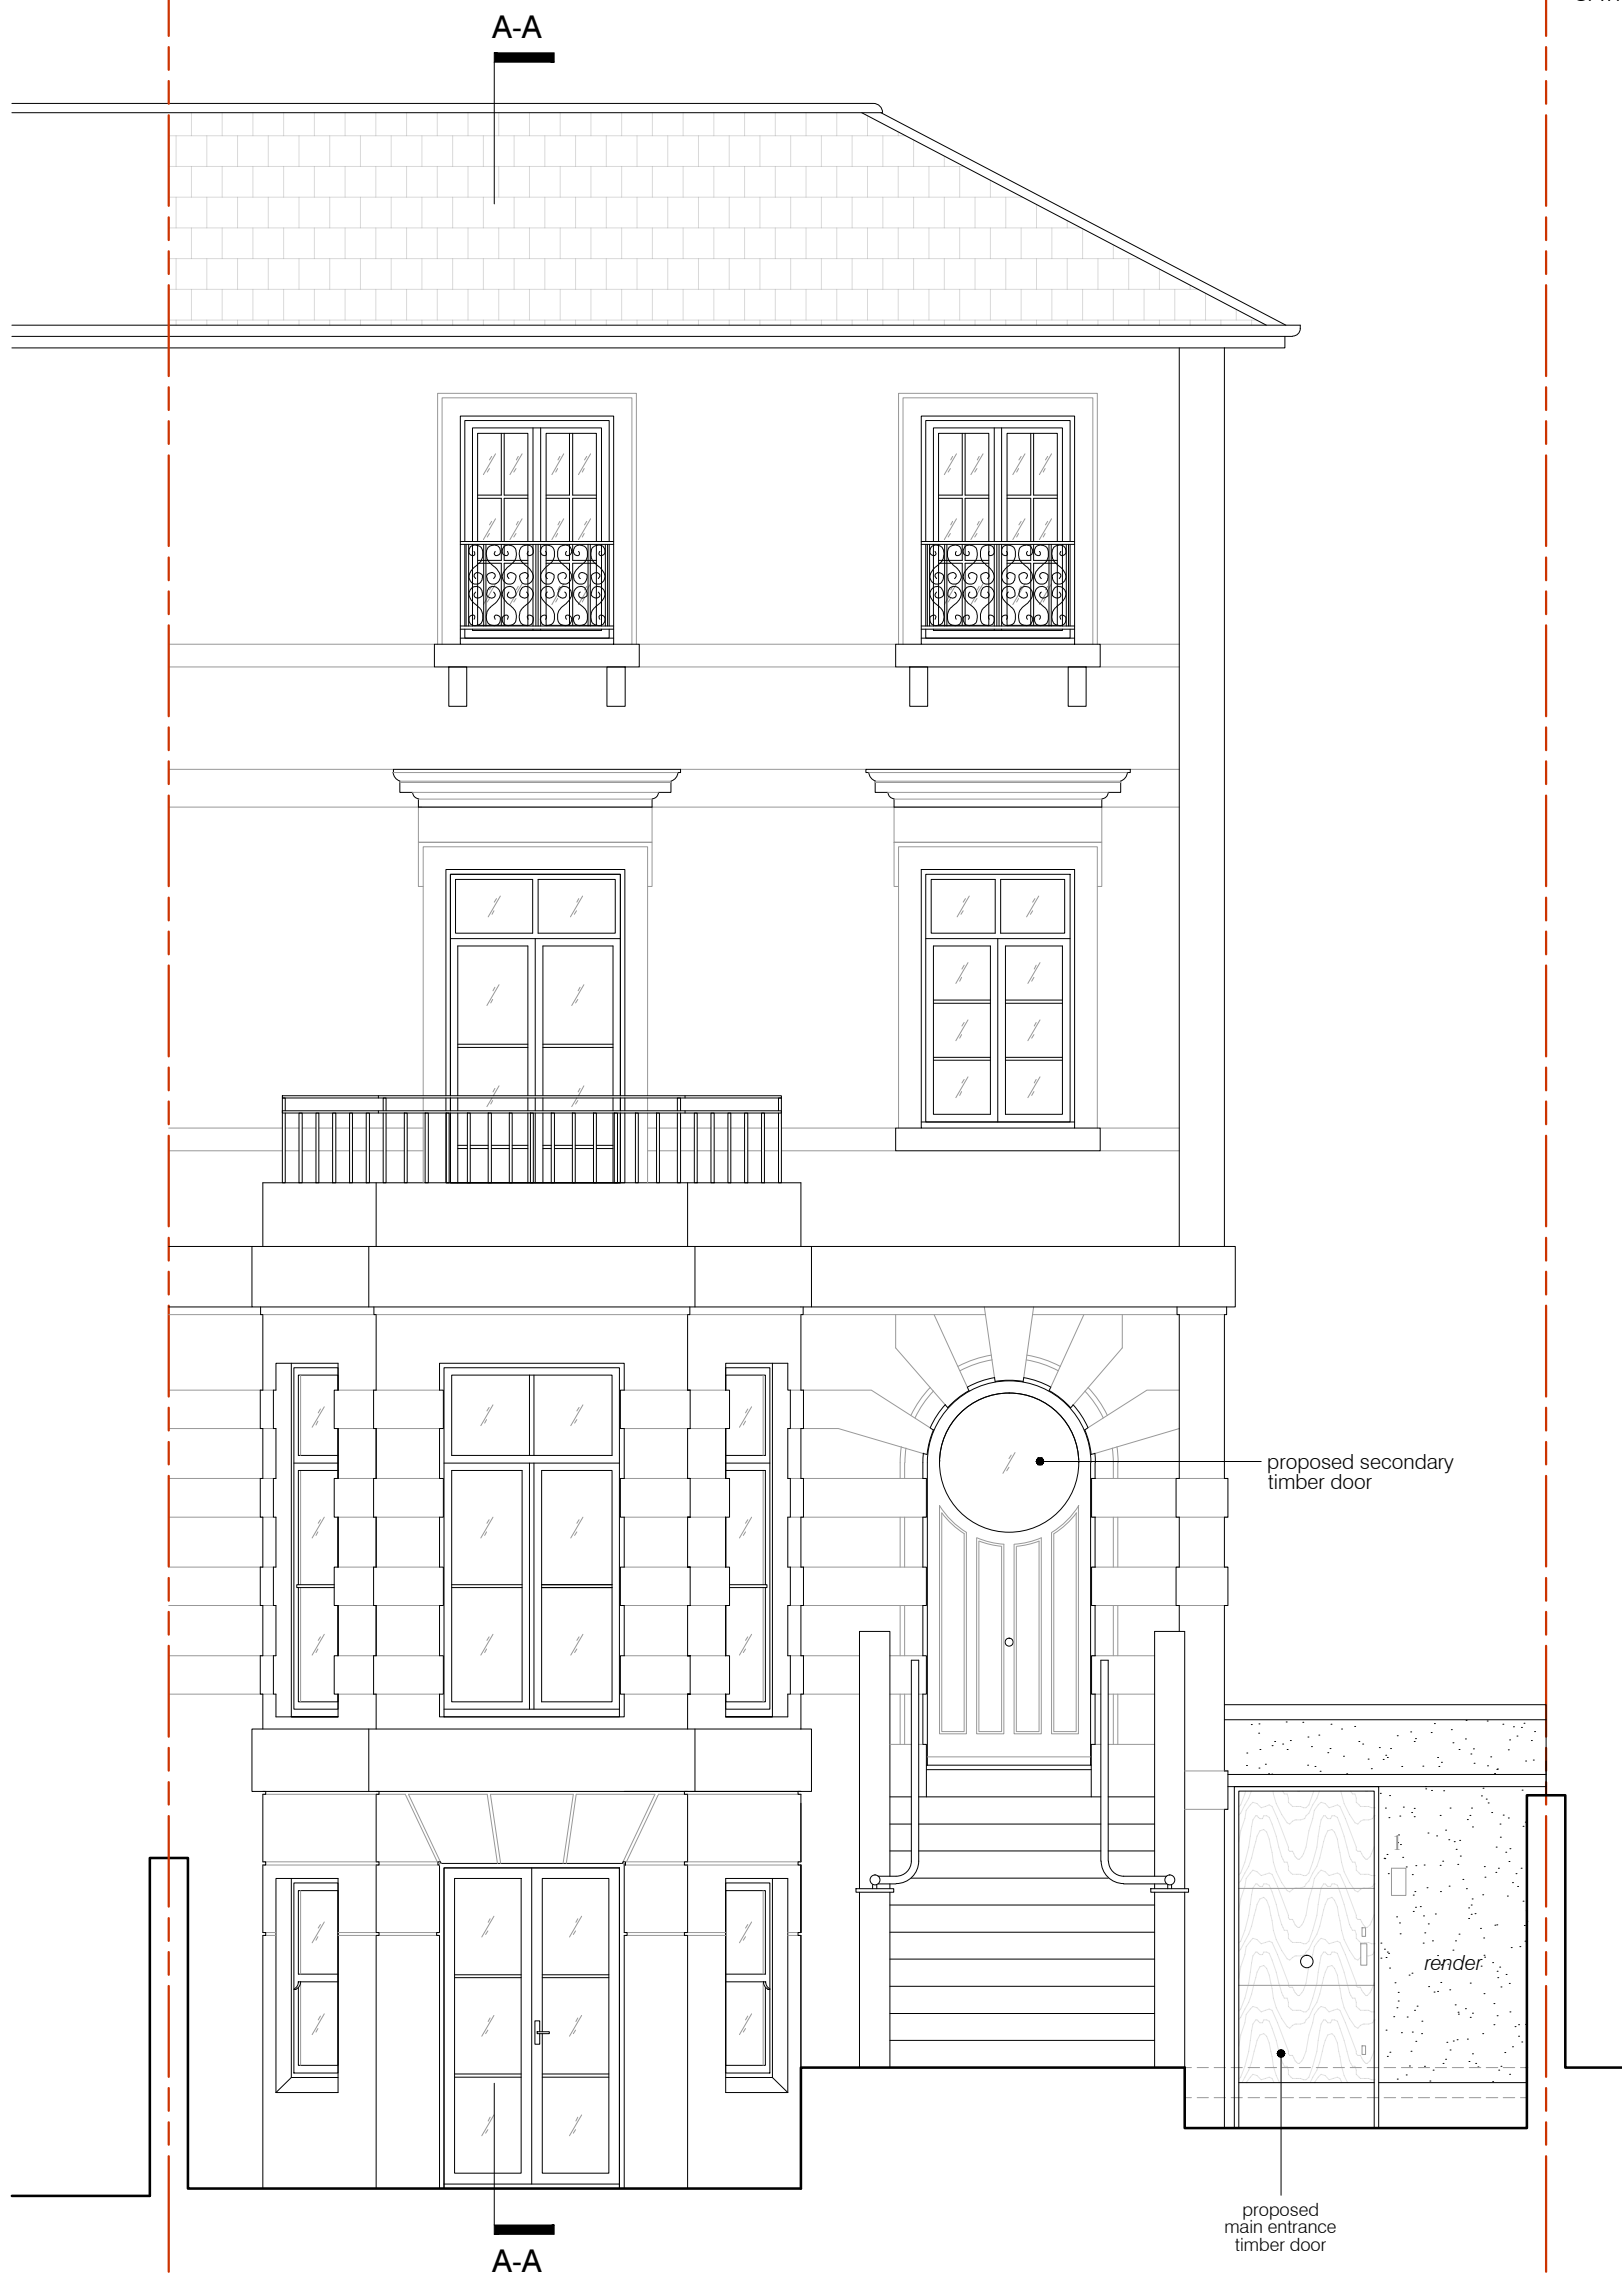 A-A
proposed secondary
timber door
render
proposed
main entrance
timber door
A-A